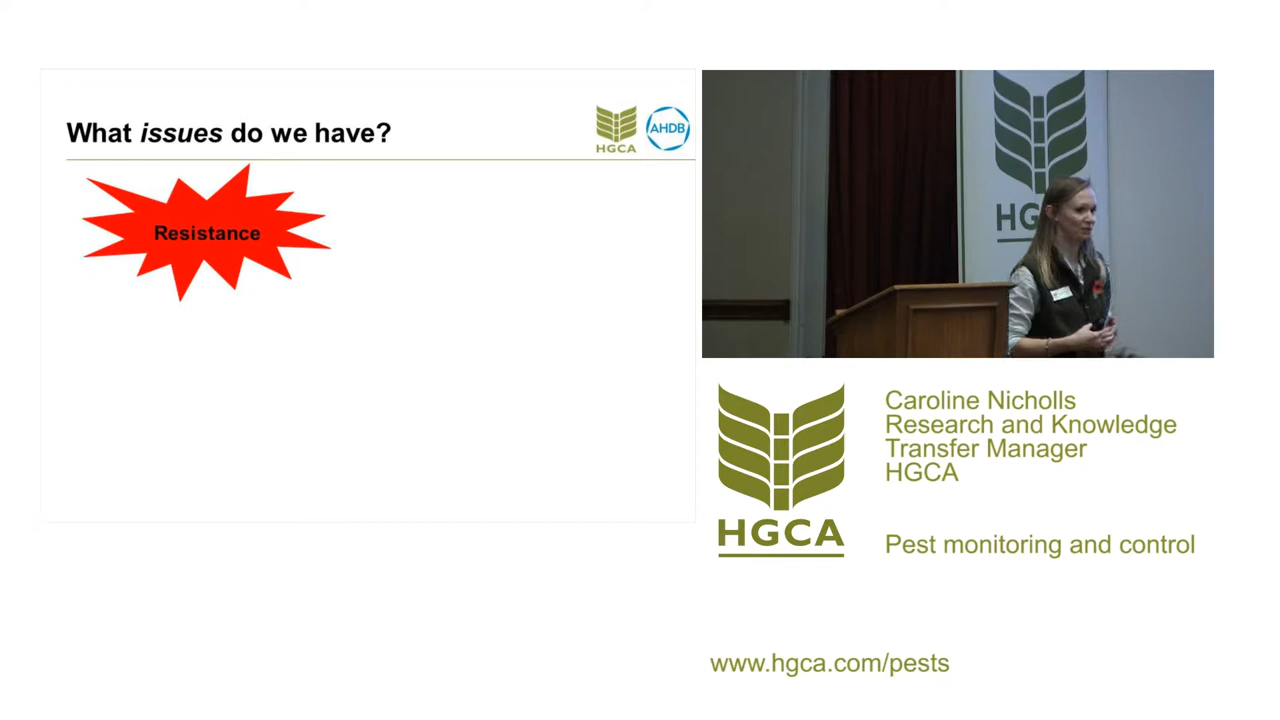 What issues do we have?
HGCA
AHDB
Resistance
HGCA
HGCA
Caroline Nicholls
Research and Knowledge
Transfer Manager
HGCA
Pest monitoring and control
www.hgca.com/pests